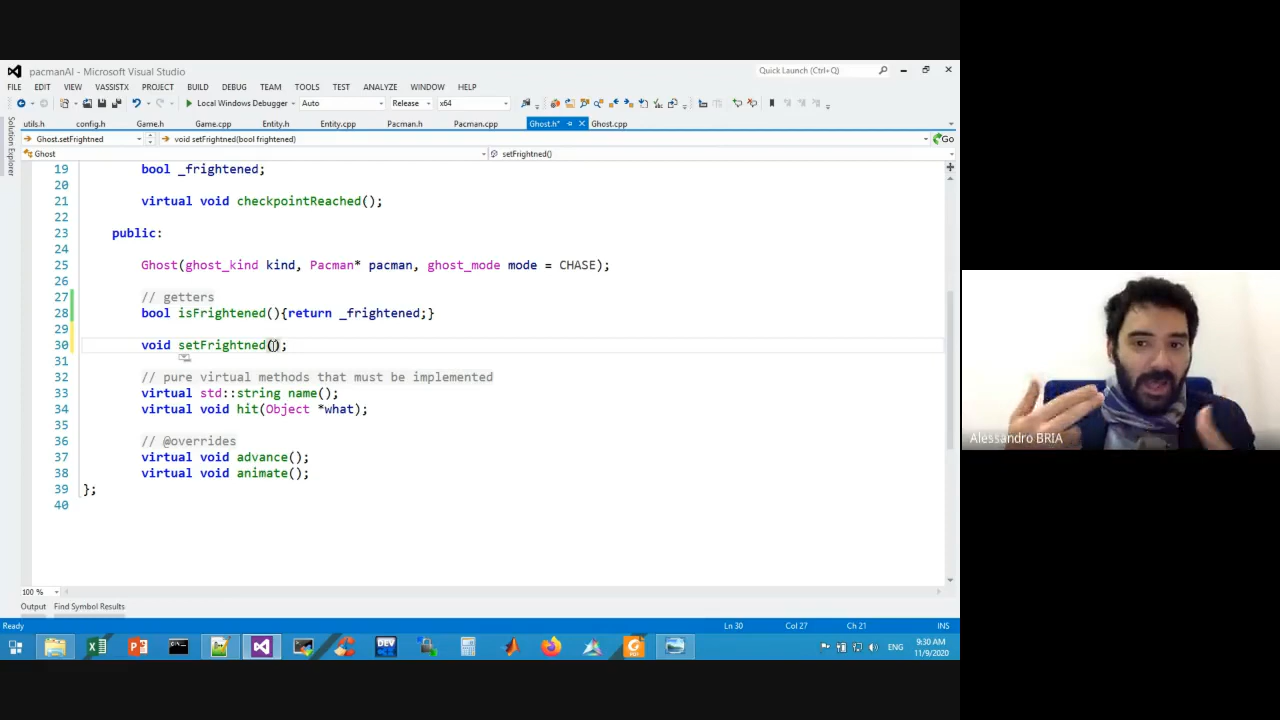 pacmanAI - Microsoft Visual Studio
Quick Launch (Ctrl+Q)
FILE EDIT VIEW VASSISTX PROJECT BUILD DEBUG TEAM TOOLS TEST ANALYZE WINDOW HELP
Local Windows Debugger Auto Release x64
utils.h config.h Game.h Game.cpp Entity.h Entity.cpp Pacman.h Pacman.cpp Ghost.h* Ghost.cpp
Ghost.setFrightned void setFrightned(bool frightened) Go
Ghost setFrightned()
Solution Explorer
19 bool _frightened;
20
21 virtual void checkpointReached();
22
23 public:
24
25 Ghost(ghost_kind kind, Pacman* pacman, ghost_mode mode = CHASE);
26
27 // getters
28 bool isFrightened(){return _frightened;}
29
30 void setFrightned();
31
32 // pure virtual methods that must be implemented
33 virtual std::string name();
34 virtual void hit(Object *what);
35
36 // @overrides
37 virtual void advance();
38 virtual void animate();
39 };
40
100 %
Output Find Symbol Results
Ready Ln 30 Col 27 Ch 21 INS
DEV
PDF
ENG
9:30 AM
11/9/2020
Alessandro BRIA